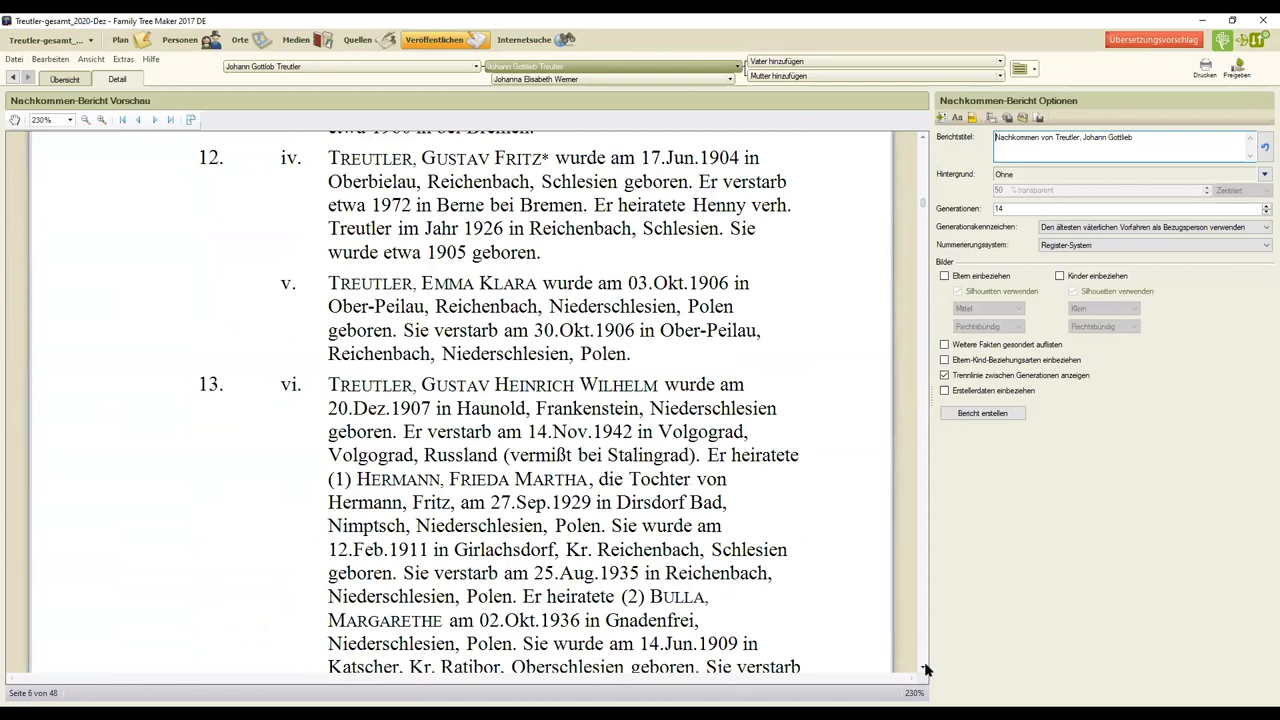 Treutler-gesamt_2020-Dez - Family Tree Maker 2017 DE
Treutler-gesamt_... Plan Personen Orte Medien Quellen Veröffentlichen Internetsuche Übersetzungsvorschlag
Datei Bearbeiten Ansicht Extras Hilfe
Johann Gottlob Treutler Johann Gottlieb Treutler Vater hinzufügen
Übersicht Detail Johanna Elisabeth Werner Mutter hinzufügen Drucken Freigeben
Nachkommen-Bericht Vorschau
230%
12. iv. TREUTLER, GUSTAV FRITZ* wurde am 17.Jun.1904 in
Oberbielau, Reichenbach, Schlesien geboren. Er verstarb
etwa 1972 in Berne bei Bremen. Er heiratete Henny verh.
Treutler im Jahr 1926 in Reichenbach, Schlesien. Sie
wurde etwa 1905 geboren.
v. TREUTLER, EMMA KLARA wurde am 03.Okt.1906 in
Ober-Peilau, Reichenbach, Niederschlesien, Polen
geboren. Sie verstarb am 30.Okt.1906 in Ober-Peilau,
Reichenbach, Niederschlesien, Polen.
13. vi. TREUTLER, GUSTAV HEINRICH WILHELM wurde am
20.Dez.1907 in Haunold, Frankenstein, Niederschlesien
geboren. Er verstarb am 14.Nov.1942 in Volgograd,
Volgograd, Russland (vermißt bei Stalingrad). Er heiratete
(1) HERMANN, FRIEDA MARTHA, die Tochter von
Hermann, Fritz, am 27.Sep.1929 in Dirsdorf Bad,
Nimptsch, Niederschlesien, Polen. Sie wurde am
12.Feb.1911 in Girlachsdorf, Kr. Reichenbach, Schlesien
geboren. Sie verstarb am 25.Aug.1935 in Reichenbach,
Niederschlesien, Polen. Er heiratete (2) BULLA,
MARGARETHE am 02.Okt.1936 in Gnadenfrei,
Niederschlesien, Polen. Sie wurde am 14.Jun.1909 in
Katscher, Kr. Ratibor, Oberschlesien geboren. Sie verstarb
Seite 6 von 48 230%
Nachkommen-Bericht Optionen
Aa
Berichtstitel: Nachkommen von Treutler, Johann Gottlieb
Hintergrund: Ohne
50 % transparent Zentriert
Generationen: 14
Generationskennzeichen: Den ältesten väterlichen Vorfahren als Bezugsperson verwenden
Nummerierungssystem: Register-System
Bilder
Eltern einbeziehen Kinder einbeziehen
Silhouetten verwenden Silhouetten verwenden
Mittel Klein
Rechtsbündig Rechtsbündig
Weitere Fakten gesondert auflisten
Eltern-Kind-Beziehungsarten einbeziehen
Trennlinie zwischen Generationen anzeigen
Erstellerdaten einbeziehen
Bericht erstellen